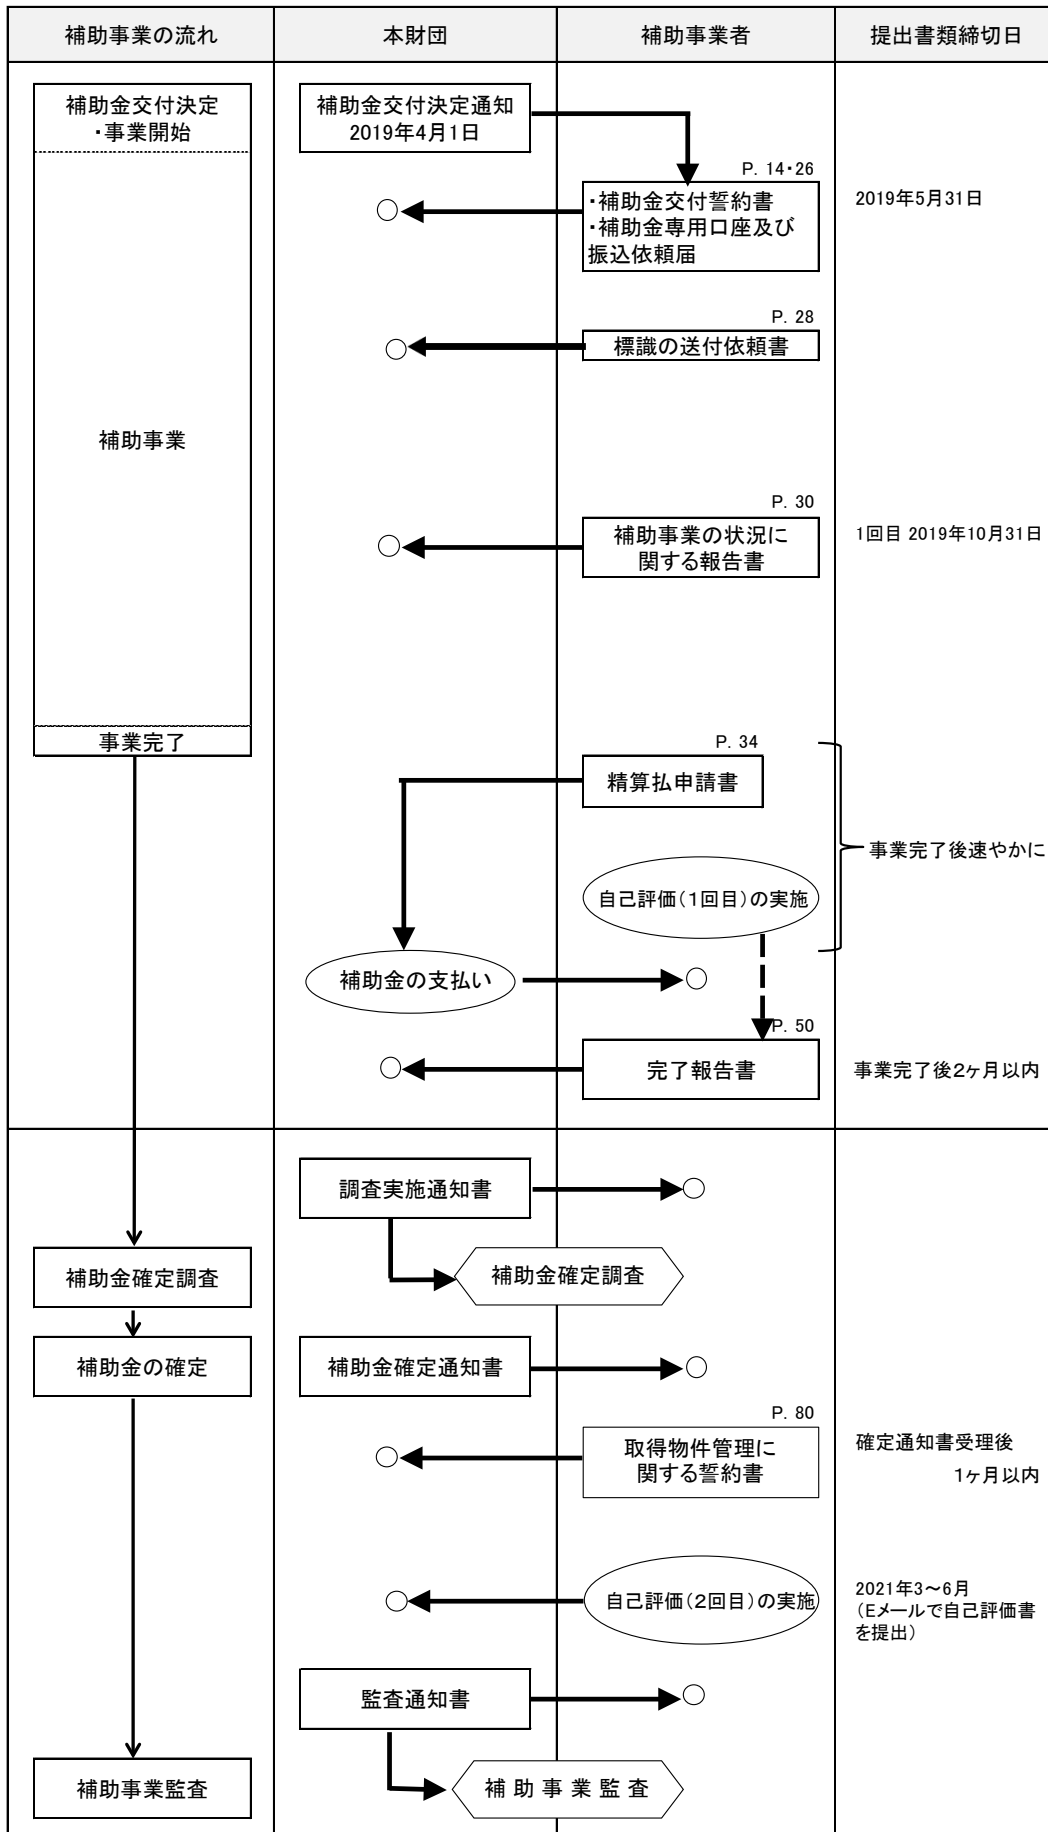 補助事業の流れ
本財団
補助事業者
提出書類締切日
補助金交付決定
・事業開始
補助金交付決定通知
2019年4月1日
P. 14・26
・補助金交付誓約書
・補助金専用口座及び
振込依頼届
2019年5月31日
P. 28
標識の送付依頼書
補助事業
P. 30
補助事業の状況に
関する報告書
1回目 2019年10月31日
事業完了
P. 34
精算払申請書
事業完了後速やかに
自己評価(1回目)の実施
補助金の支払い
P. 50
完了報告書
事業完了後2ヶ月以内
調査実施通知書
補助金確定調査
補助金確定調査
補助金の確定
補助金確定通知書
P. 80
取得物件管理に
関する誓約書
確定通知書受理後
1ヶ月以内
自己評価(2回目)の実施
2021年3～6月
(Eメールで自己評価書
を提出)
監査通知書
補助事業監査
補 助 事 業 監 査